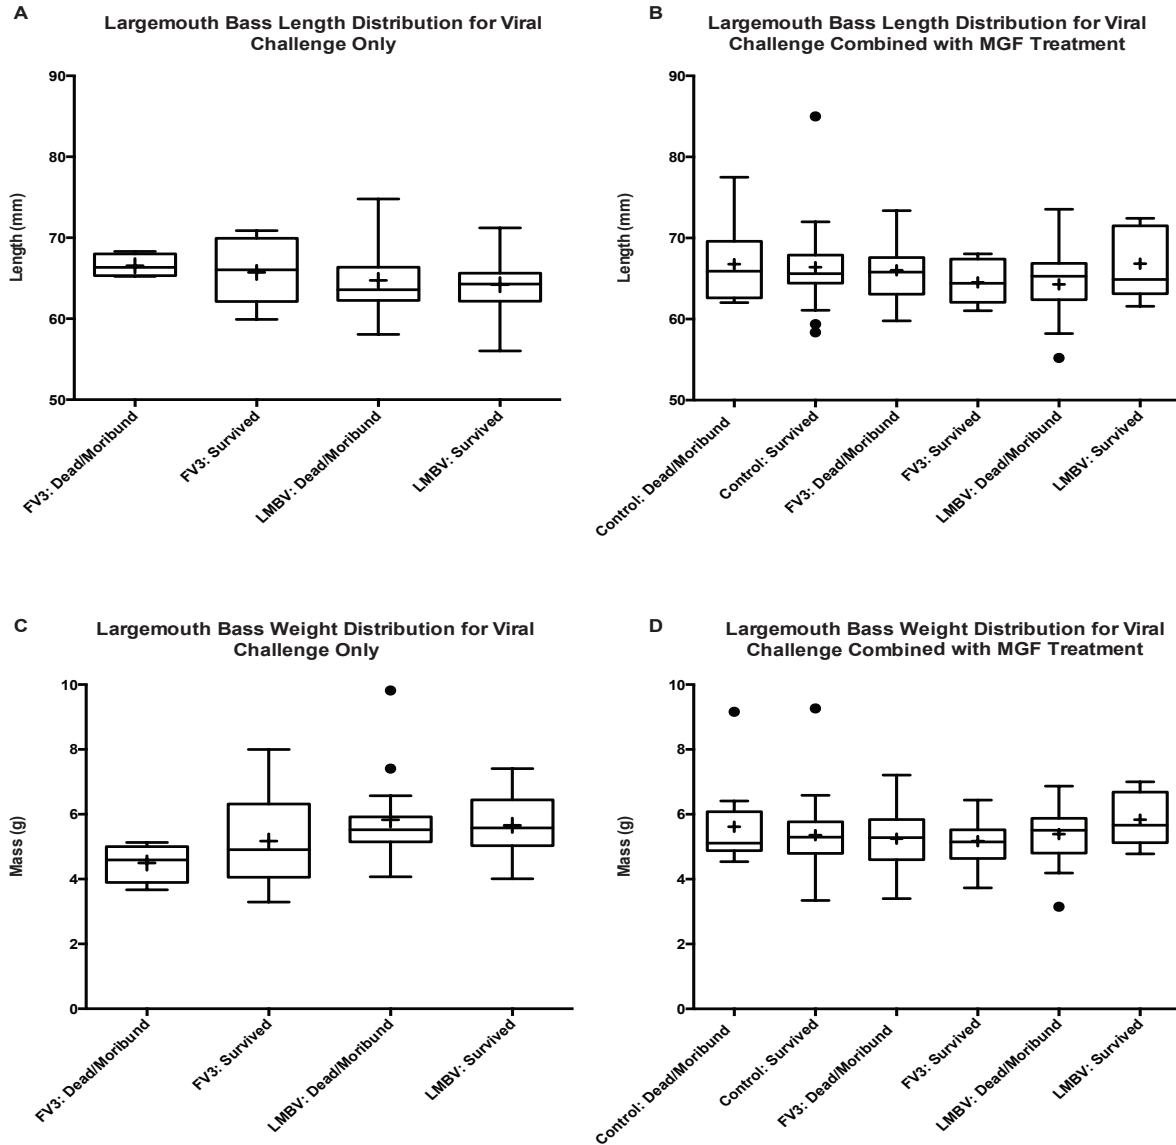 A
Largemouth Bass Length Distribution for Viral
Challenge Only
90
80
70
60
50
Length (mm)
FV3: Dead/Moribund
FV3: Survived
LMBV: Dead/Moribund
LMBV: Survived
B
Largemouth Bass Length Distribution for Viral
Challenge Combined with MGF Treatment
90
80
70
60
50
Length (mm)
Control: Dead/Moribund
Control: Survived
FV3: Dead/Moribund
FV3: Survived
LMBV: Dead/Moribund
LMBV: Survived
C
Largemouth Bass Weight Distribution for Viral
Challenge Only
10
8
6
4
2
0
Mass (g)
FV3: Dead/Moribund
FV3: Survived
LMBV: Dead/Moribund
LMBV: Survived
D
Largemouth Bass Weight Distribution for Viral
Challenge Combined with MGF Treatment
10
8
6
4
2
0
Mass (g)
Control: Dead/Moribund
Control: Survived
FV3: Dead/Moribund
FV3: Survived
LMBV: Dead/Moribund
LMBV: Survived